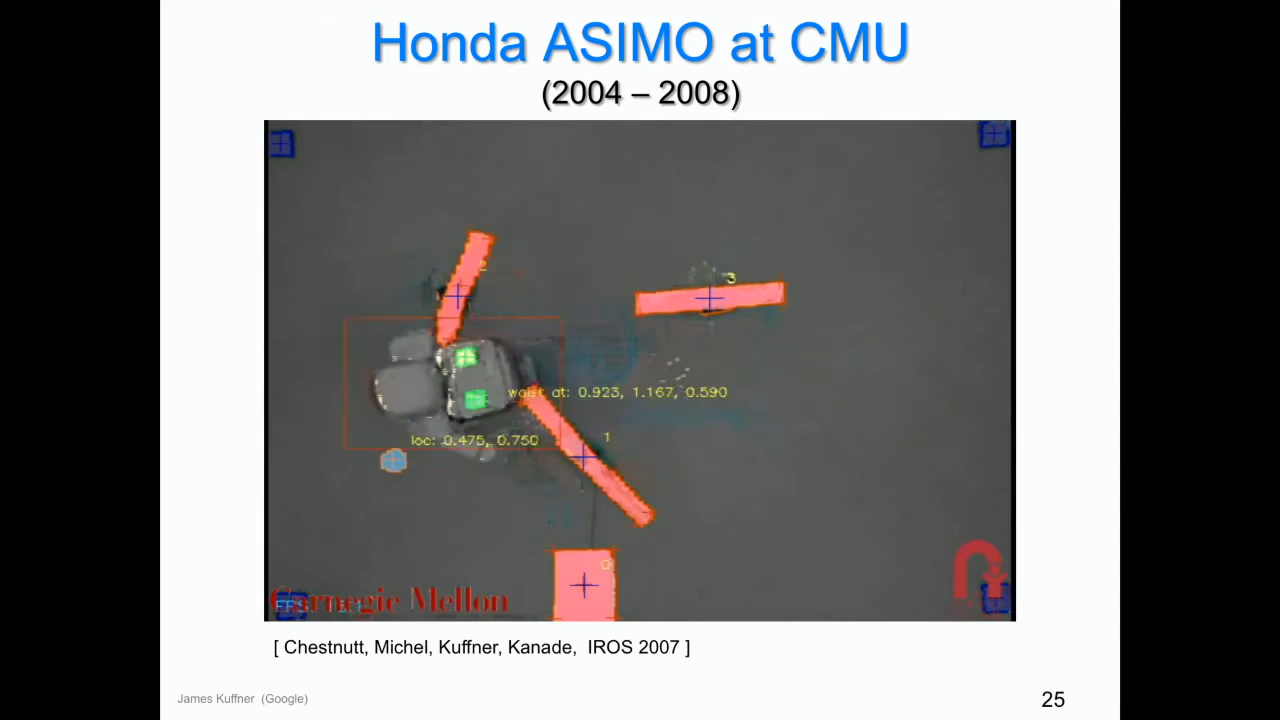 Honda ASIMO at CMU
(2004 – 2008)
2
3
waist at: 0.923, 1.167, 0.590
1
loc: 0.475, 0.750
0
Carnegie Mellon
[ Chestnutt, Michel, Kuffner, Kanade, IROS 2007 ]
James Kuffner (Google)
25